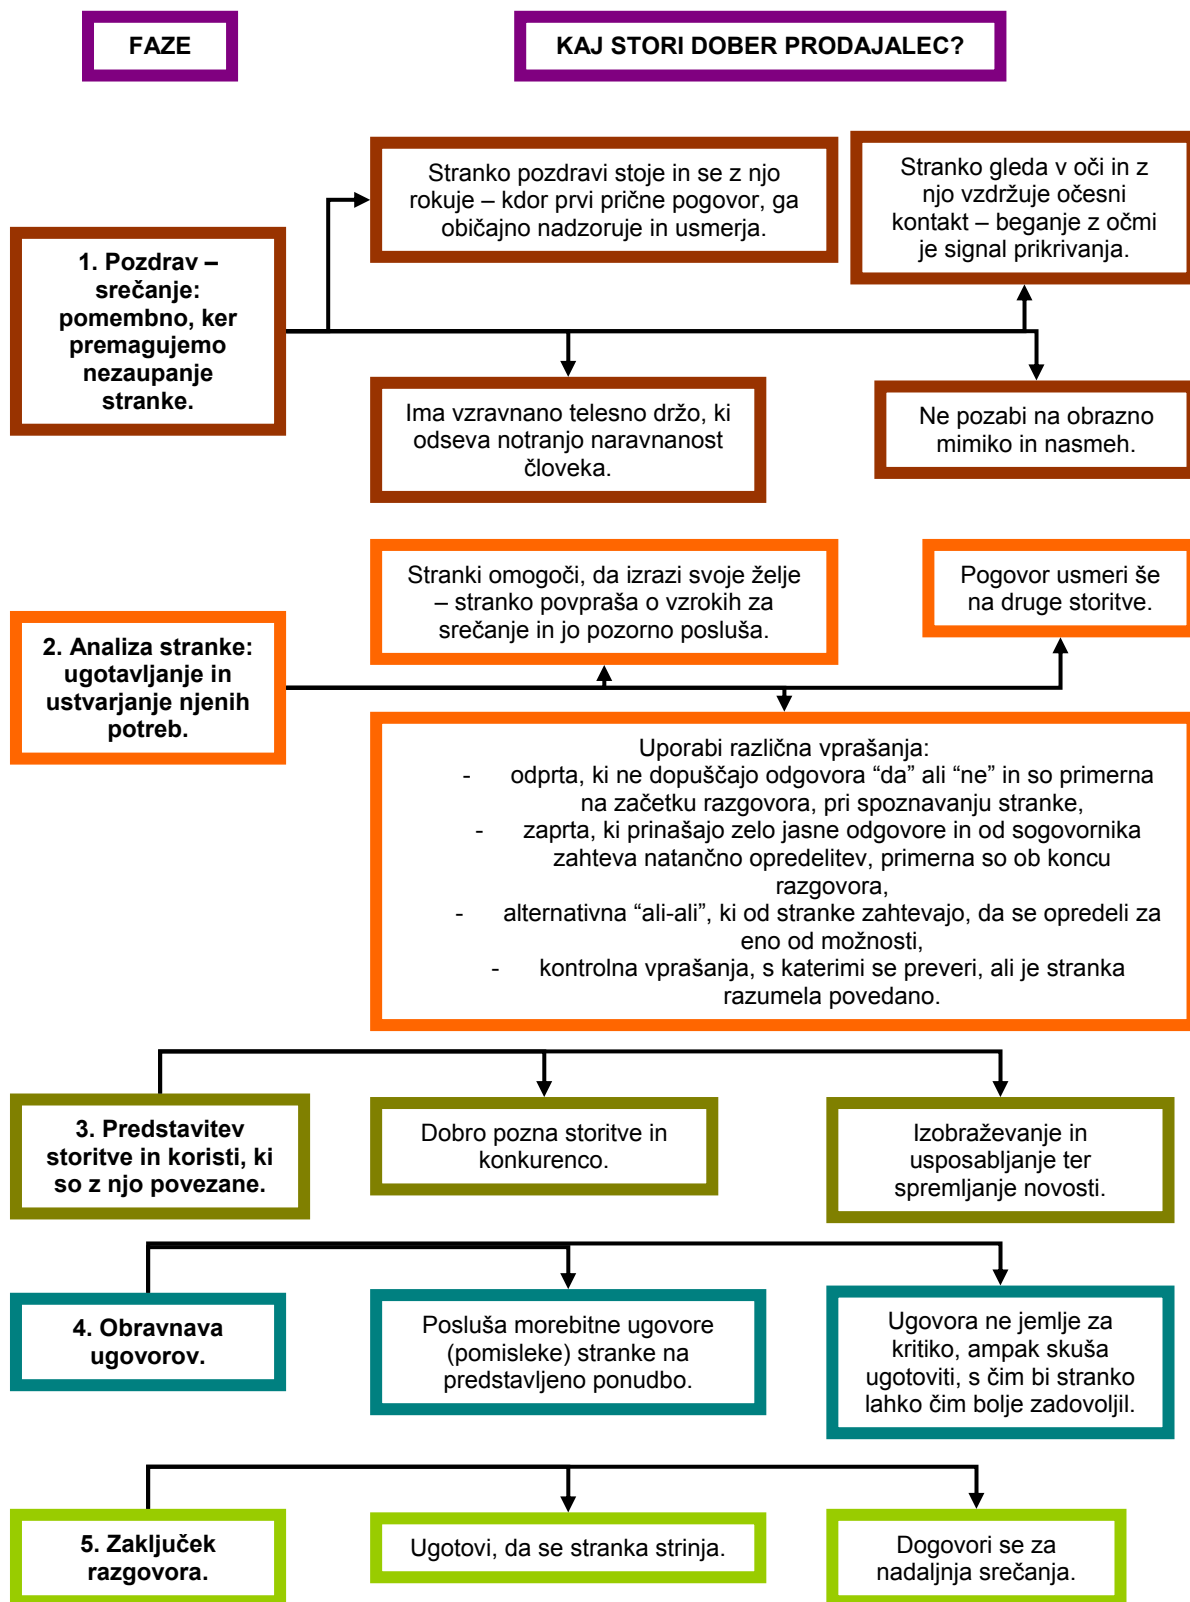 FAZE
KAJ STORI DOBER PRODAJALEC?
1. Pozdrav –
srečanje:
pomembno, ker
premagujemo
nezaupanje
stranke.
Stranko pozdravi stoje in se z njo
rokuje – kdor prvi prične pogovor, ga
običajno nadzoruje in usmerja.
Stranko gleda v oči in z
njo vzdržuje očesni
kontakt – beganje z očmi
je signal prikrivanja.
Ima vzravnano telesno držo, ki
odseva notranjo naravnanost
človeka.
Ne pozabi na obrazno
mimiko in nasmeh.
2. Analiza stranke:
ugotavljanje in
ustvarjanje njenih
potreb.
Stranki omogoči, da izrazi svoje želje
– stranko povpraša o vzrokih za
srečanje in jo pozorno posluša.
Pogovor usmeri še
na druge storitve.
Uporabi različna vprašanja:
- odprta, ki ne dopuščajo odgovora “da” ali “ne” in so primerna
na začetku razgovora, pri spoznavanju stranke,
- zaprta, ki prinašajo zelo jasne odgovore in od sogovornika
zahteva natančno opredelitev, primerna so ob koncu
razgovora,
- alternativna “ali-ali”, ki od stranke zahtevajo, da se opredeli za
eno od možnosti,
- kontrolna vprašanja, s katerimi se preveri, ali je stranka
razumela povedano.
3. Predstavitev
storitve in koristi, ki
so z njo povezane.
Dobro pozna storitve in
konkurenco.
Izobraževanje in
usposabljanje ter
spremljanje novosti.
4. Obravnava
ugovorov.
Posluša morebitne ugovore
(pomisleke) stranke na
predstavljeno ponudbo.
Ugovora ne jemlje za
kritiko, ampak skuša
ugotoviti, s čim bi stranko
lahko čim bolje zadovoljil.
5. Zaključek
razgovora.
Ugotovi, da se stranka strinja.
Dogovori se za
nadaljnja srečanja.